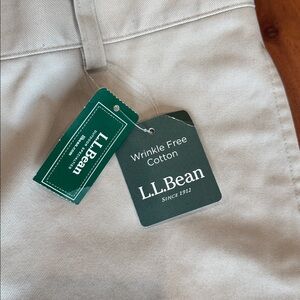 L.L.Bean
Wrinkle Free
Cotton
L.L.Bean
SINCE 1912